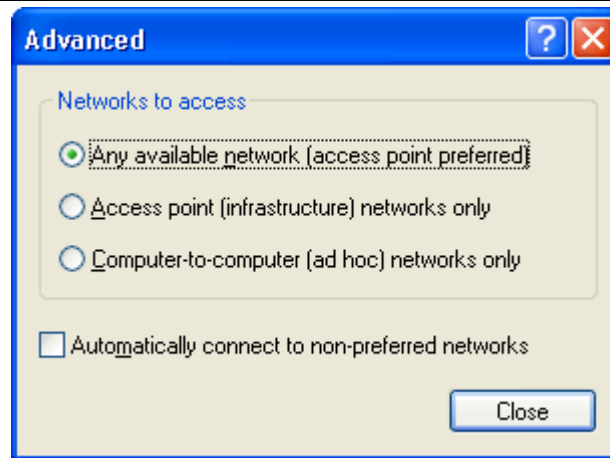 Advanced
Networks to access
Any available network (access point preferred)
Access point (infrastructure) networks only
Computer-to-computer (ad hoc) networks only
Automatically connect to non-preferred networks
Close